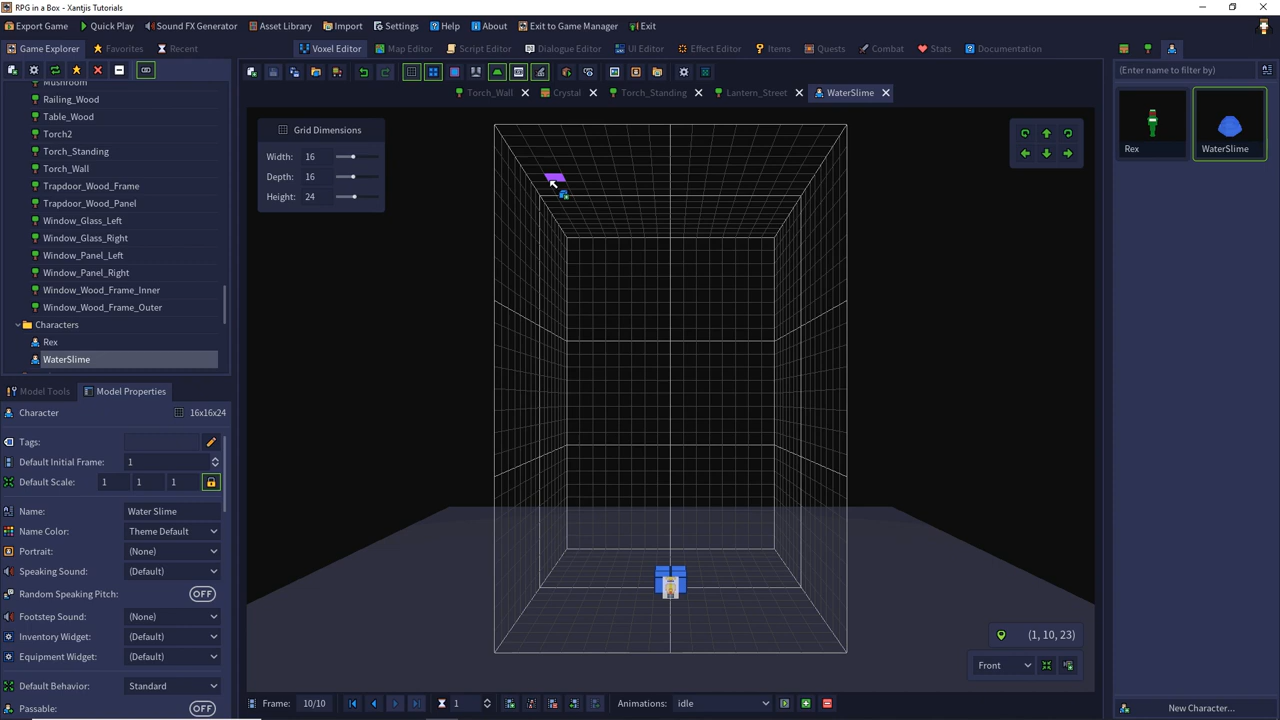 RPG in a Box - Xantjis Tutorials
Export Game
Quick Play
Sound FX Generator
Asset Library
Import
Settings
Help
About
Exit to Game Manager
Exit
Game Explorer
Favorites
Recent
Voxel Editor
Map Editor
Script Editor
Dialogue Editor
UI Editor
Effect Editor
Items
Quests
Combat
Stats
Documentation
(Enter name to filter by)
Torch_Wall
Crystal
Torch_Standing
Lantern_Street
WaterSlime
Mushroom
Railing_Wood
Table_Wood
Torch2
Torch_Standing
Torch_Wall
Trapdoor_Wood_Frame
Trapdoor_Wood_Panel
Window_Glass_Left
Window_Glass_Right
Window_Panel_Left
Window_Panel_Right
Window_Wood_Frame_Inner
Window_Wood_Frame_Outer
Characters
Rex
WaterSlime
Grid Dimensions
Width: 16
Depth: 16
Height: 24
Rex
WaterSlime
Model Tools
Model Properties
Character
16x16x24
Tags:
Default Initial Frame: 1
Default Scale: 1 1 1
Name: Water Slime
Name Color: Theme Default
Portrait: (None)
Speaking Sound: (Default)
Random Speaking Pitch: OFF
Footstep Sound: (None)
Inventory Widget: (Default)
Equipment Widget: (Default)
Default Behavior: Standard
Passable: OFF
(1, 10, 23)
Front
Frame: 10/10
1
Animations: idle
New Character...